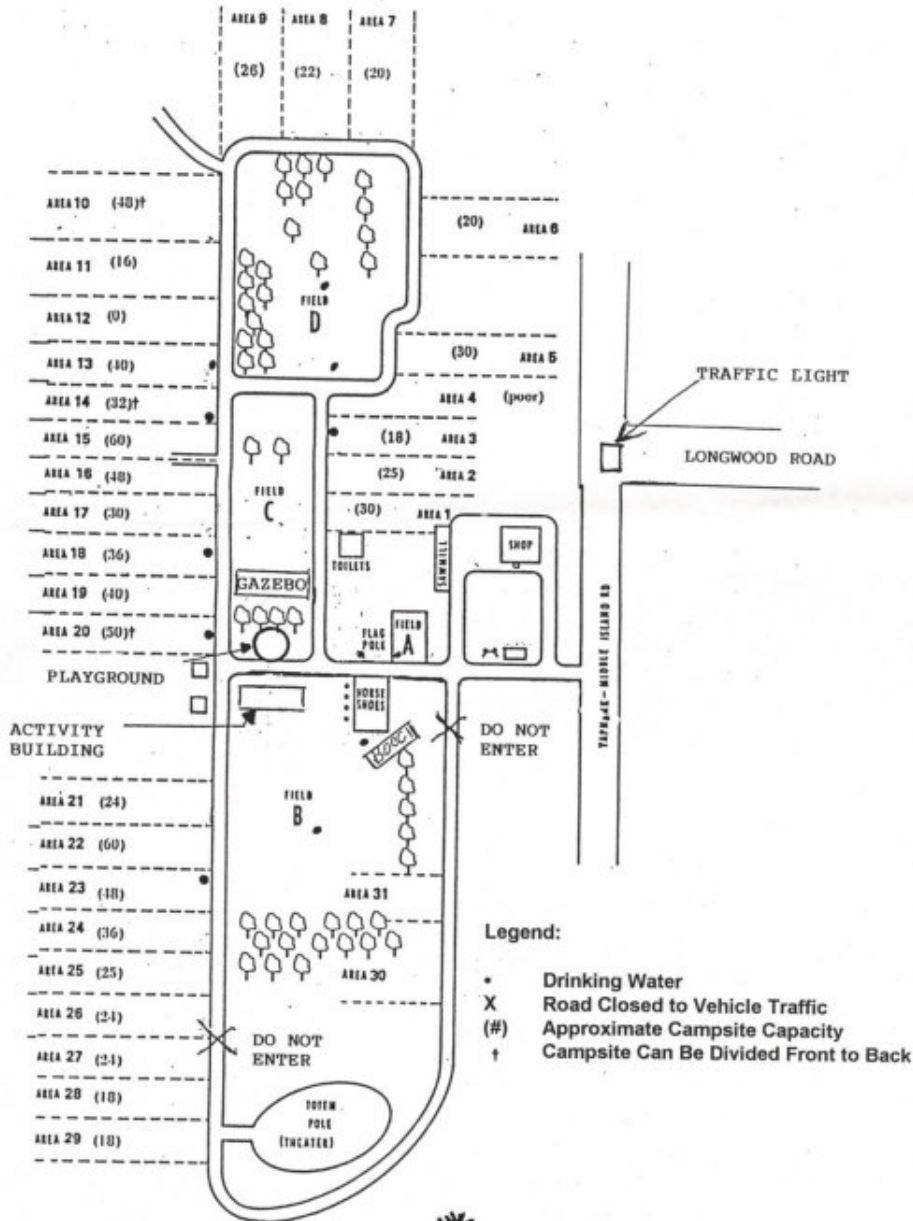 AREA 9 AREA 8 AREA 7
(26) (22) (20)
AREA 10 (48)†
(20) AREA 6
AREA 11 (16)
FIELD
D
AREA 12 (0)
(30) AREA 5
AREA 13 (40)
TRAFFIC LIGHT
AREA 14 (32)†
AREA 4 (poor)
AREA 15 (60)
(18) AREA 3
LONGWOOD ROAD
AREA 16 (48)
(25) AREA 2
FIELD
C
AREA 17 (30)
(30) AREA 1
AREA 18 (36)
TOILETS
SAWMILL
SHOP
AREA 19 (40)
GAZEBO
AREA 20 (50)†
FLAG
POLE
FIELD
A
PLAYGROUND
HORSE
SHOES
ACTIVITY
BUILDING
DO NOT
ENTER
MIDDLE ISLAND RD
AREA 21 (24)
FIELD
B
AREA 22 (60)
AREA 23 (48)
AREA 31
AREA 24 (36)
AREA 25 (25)
AREA 30
AREA 26 (24)
DO NOT
ENTER
AREA 27 (24)
AREA 28 (18)
AREA 29 (18)
TOTEM
POLE
(THEATER)
Legend:
• Drinking Water
X Road Closed to Vehicle Traffic
(#) Approximate Campsite Capacity
† Campsite Can Be Divided Front to Back